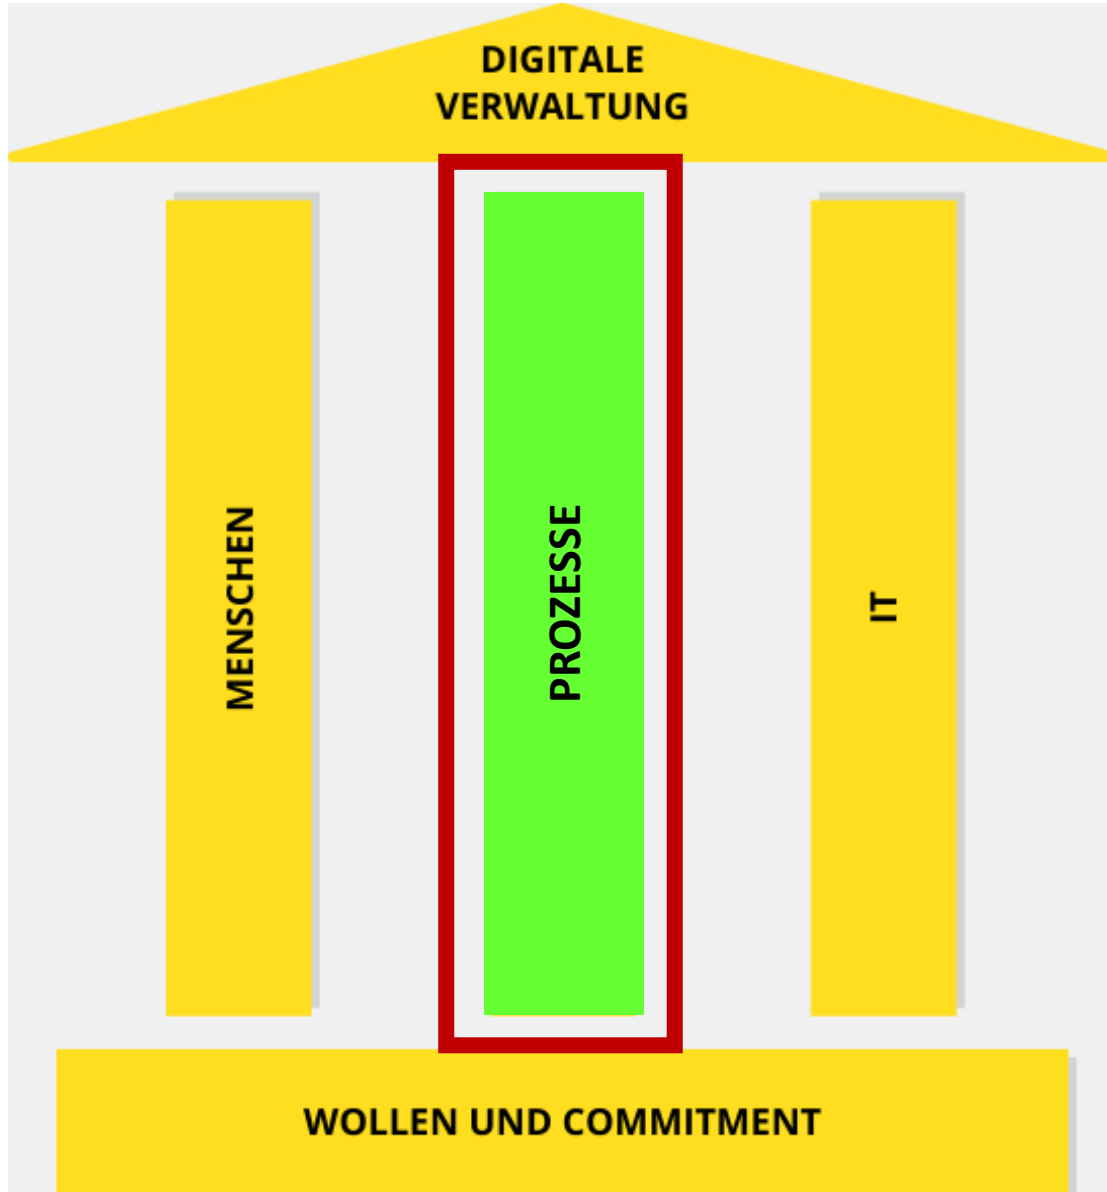 DIGITALE
VERWALTUNG
MENSCHEN
PROZESSE
IT
WOLLEN UND COMMITMENT